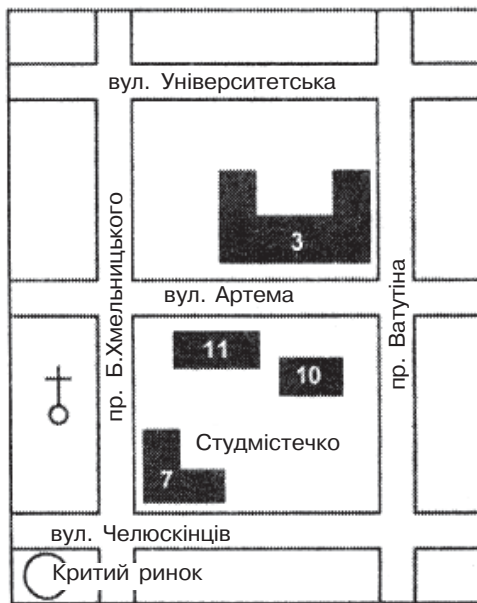 вул. Університетська
пр. Б.Хмельницького
3
вул. Артема
пр. Ватутіна
11
10
Студмістечко
7
вул. Челюскінців
Критий ринок